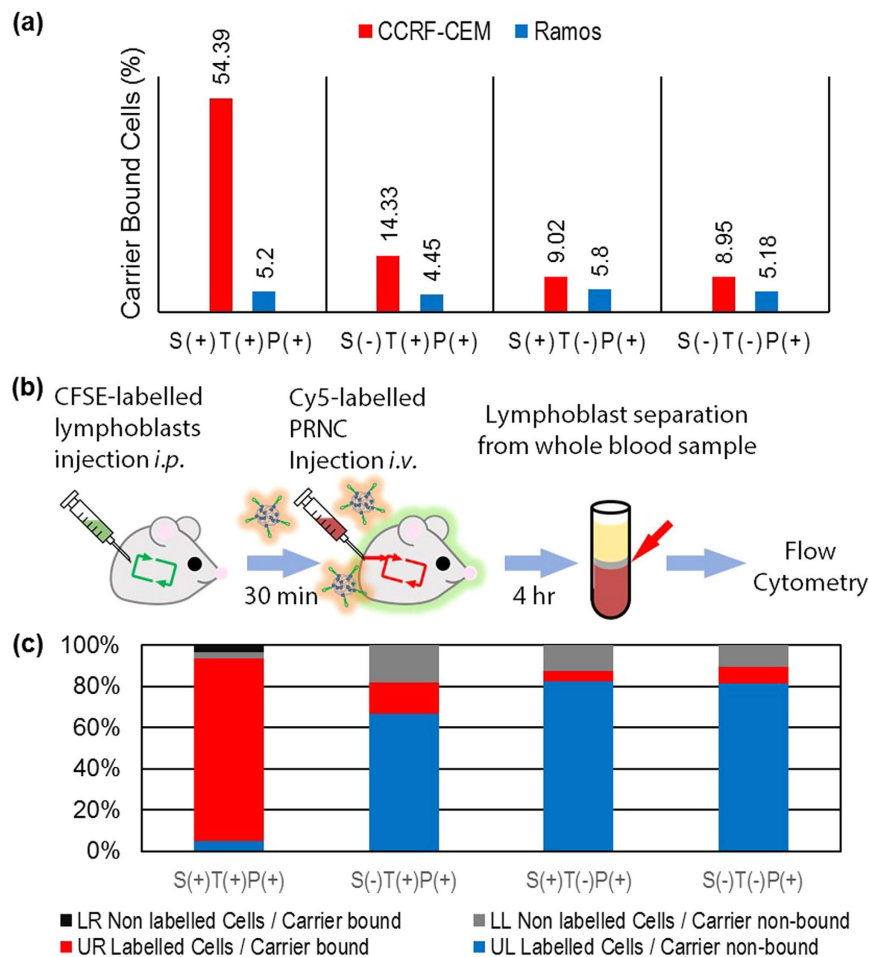 (a)
CCRF-CEM Ramos
Carrier Bound Cells (%)
54.39
5.2
14.33
4.45
9.02
5.8
8.95
5.18
S(+)T(+)P(+) S(-)T(+)P(+) S(+)T(-)P(+) S(-)T(-)P(+)
(b)
CFSE-labelled
lymphoblasts
injection i.p.
Cy5-labelled
PRNC
Injection i.v.
Lymphoblast separation
from whole blood sample
30 min
4 hr
Flow
Cytometry
(c)
100%
80%
60%
40%
20%
0%
S(+)T(+)P(+) S(-)T(+)P(+) S(+)T(-)P(+) S(-)T(-)P(+)
LR Non labelled Cells / Carrier bound
LL Non labelled Cells / Carrier non-bound
UR Labelled Cells / Carrier bound
UL Labelled Cells / Carrier non-bound